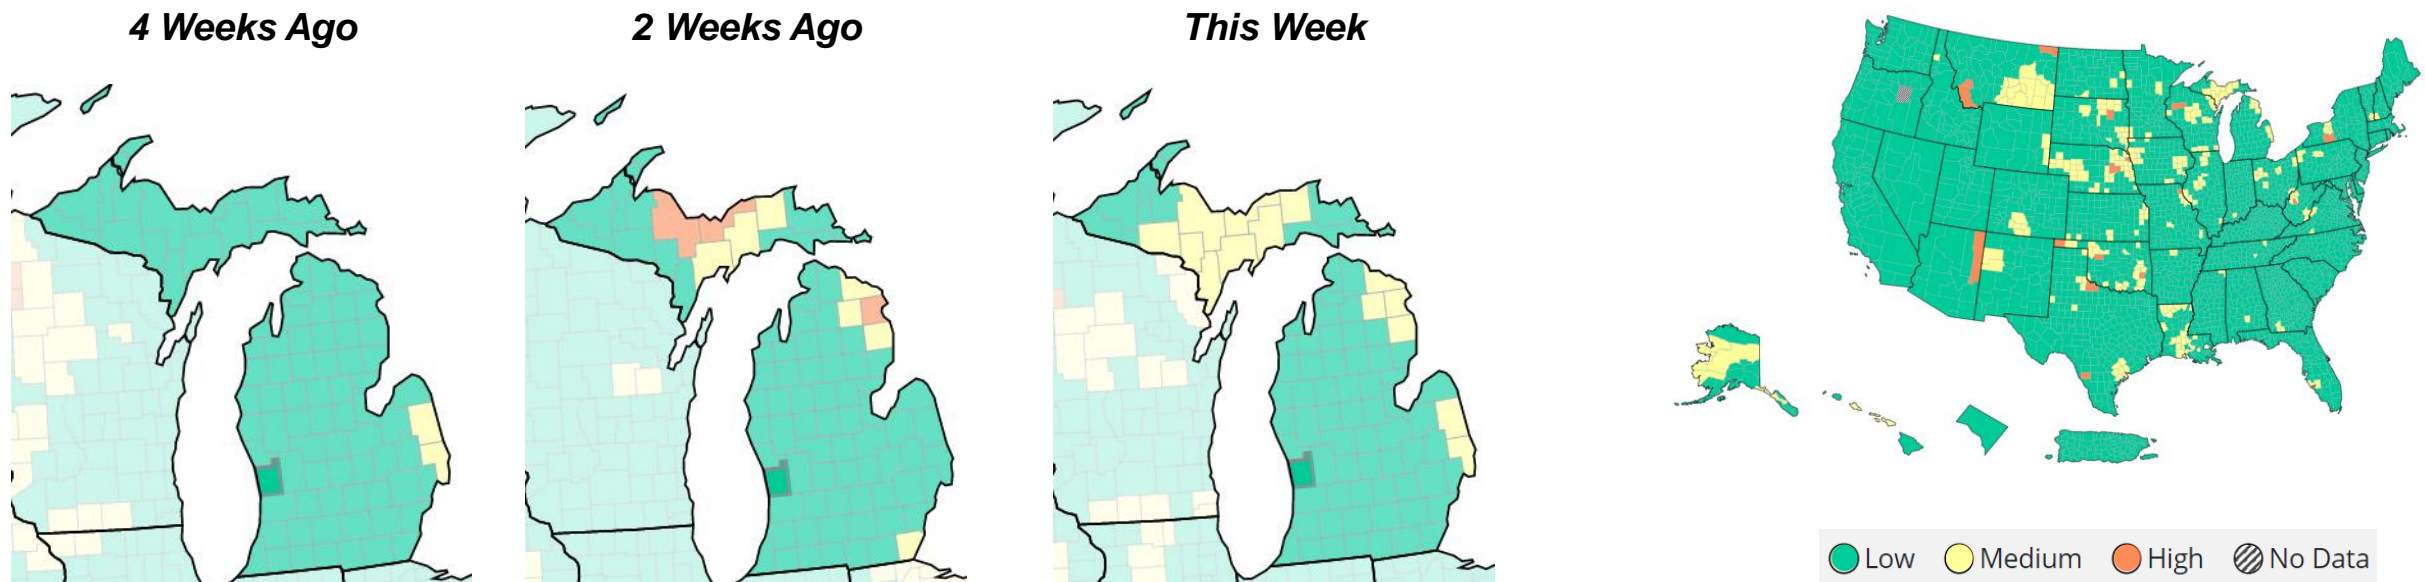 4 Weeks Ago
2 Weeks Ago
This Week
Low
Medium
High
No Data